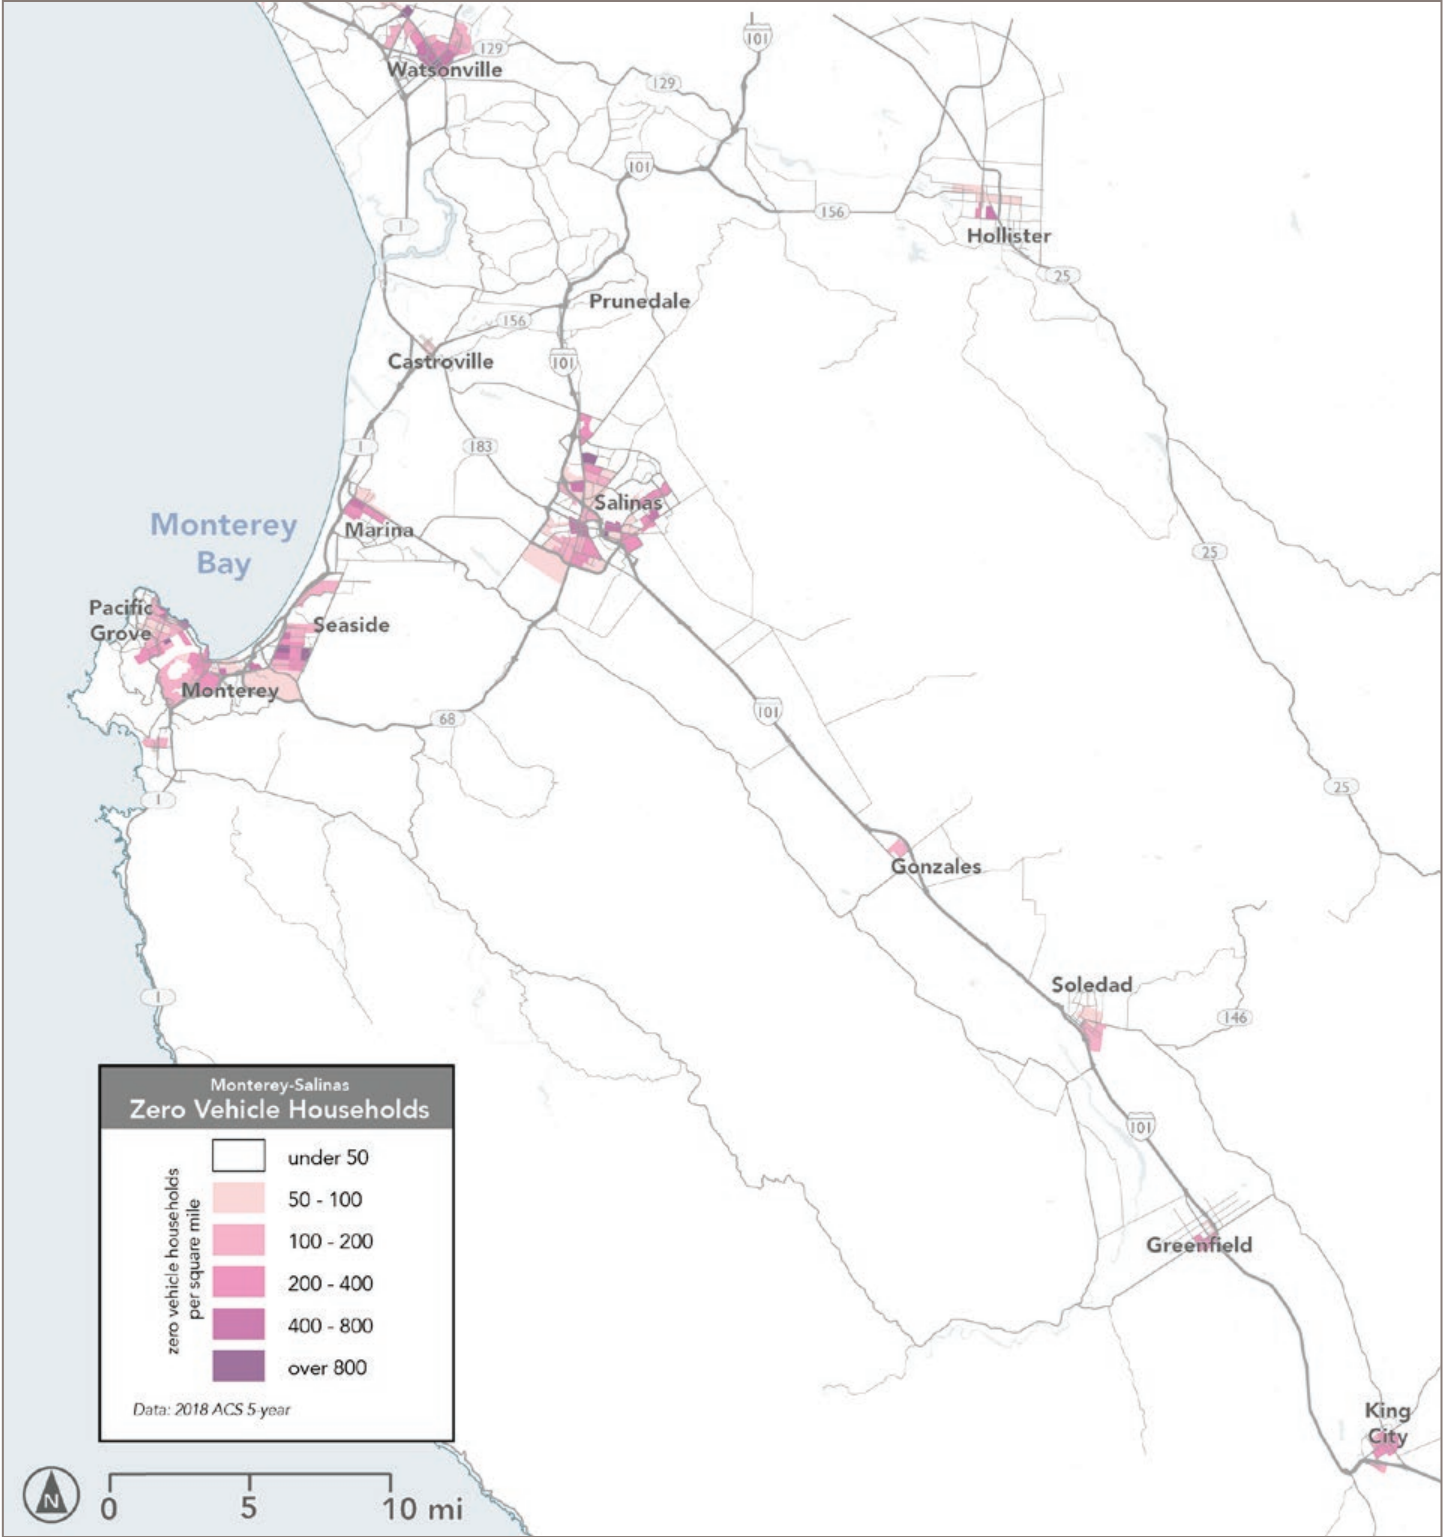 101
129
Watsonville
129
101
156
1
Hollister
25
Prunedale
156
Castroville
101
1
183
Salinas
Monterey
Bay
Marina
25
Pacific
Grove
Seaside
Monterey
68
101
25
1
Gonzales
Soledad
1
146
Monterey-Salinas
Zero Vehicle Households
zero vehicle households
per square mile
under 50
50 - 100
100 - 200
200 - 400
400 - 800
over 800
Data: 2018 ACS 5-year
101
Greenfield
King
City
N
0 5 10 mi